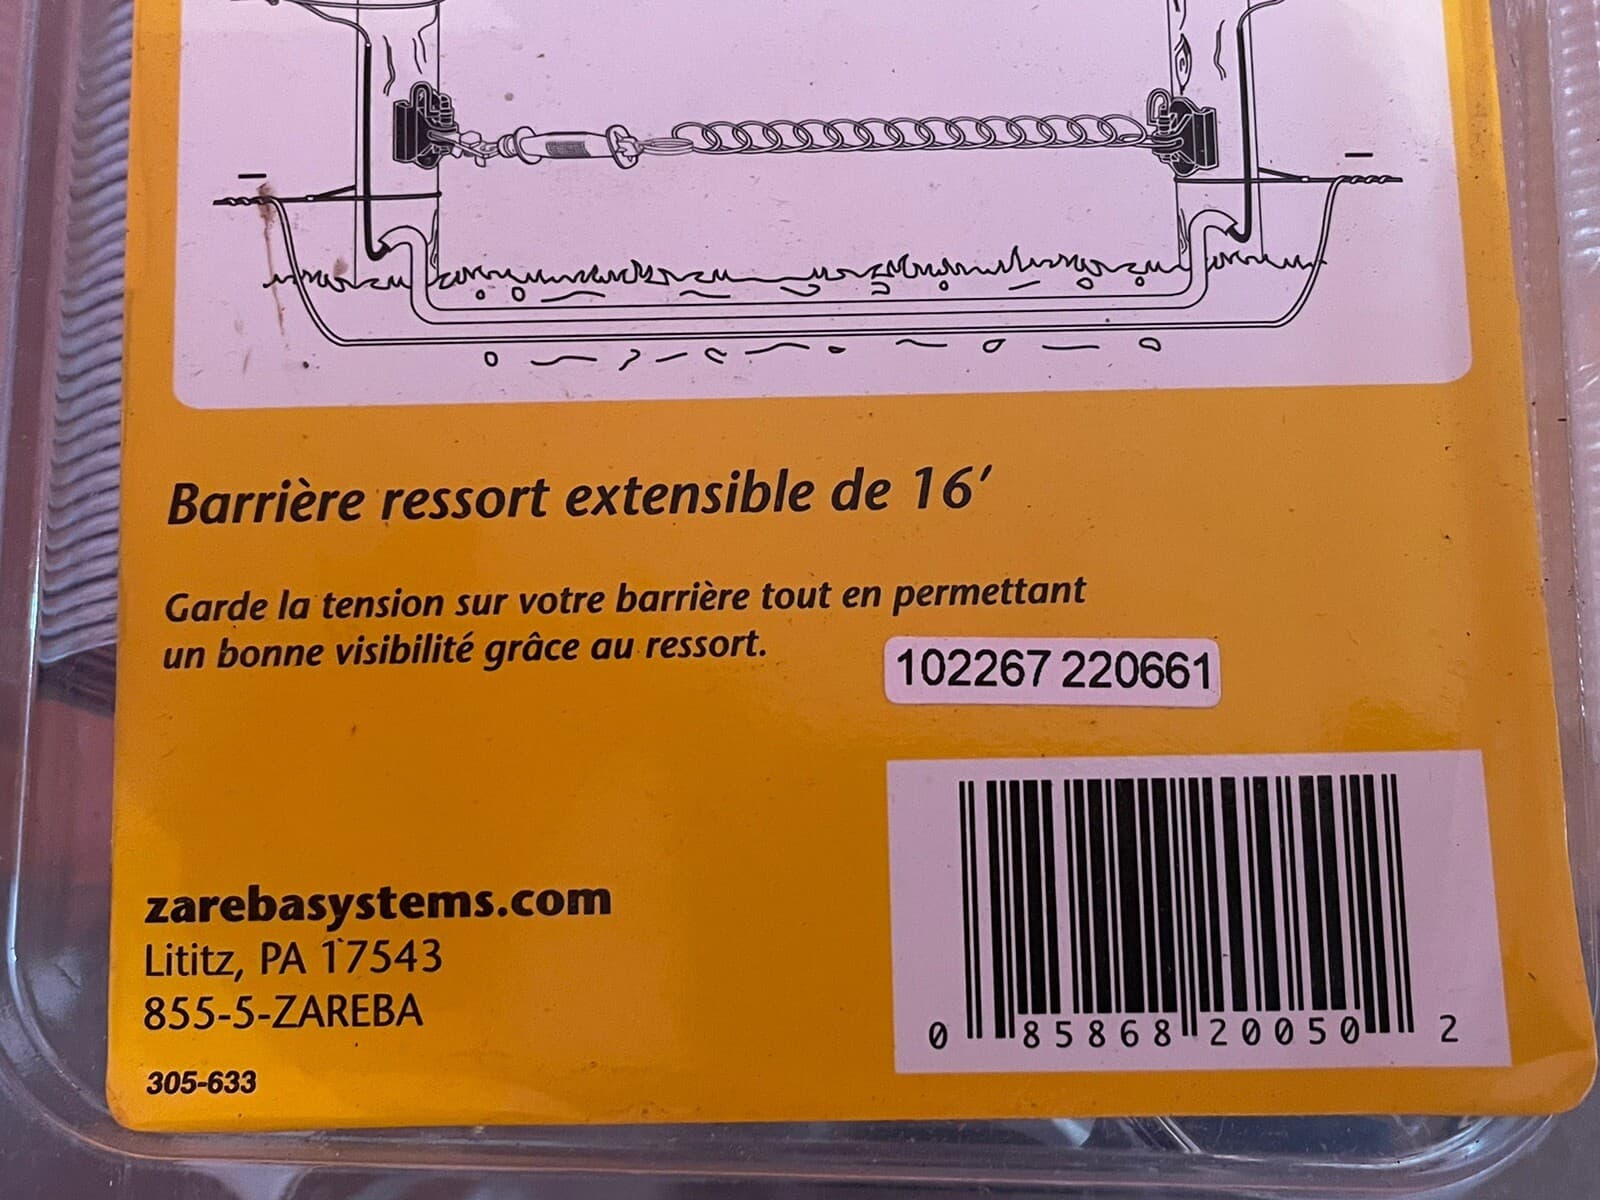 Barrière ressort extensible de 16’
Garde la tension sur votre barrière tout en permettant
un bonne visibilité grâce au ressort.
102267 220661
zarebasystems.com
Lititz, PA 17543
855-5-ZAREBA
305-633
0 85868 20050 2